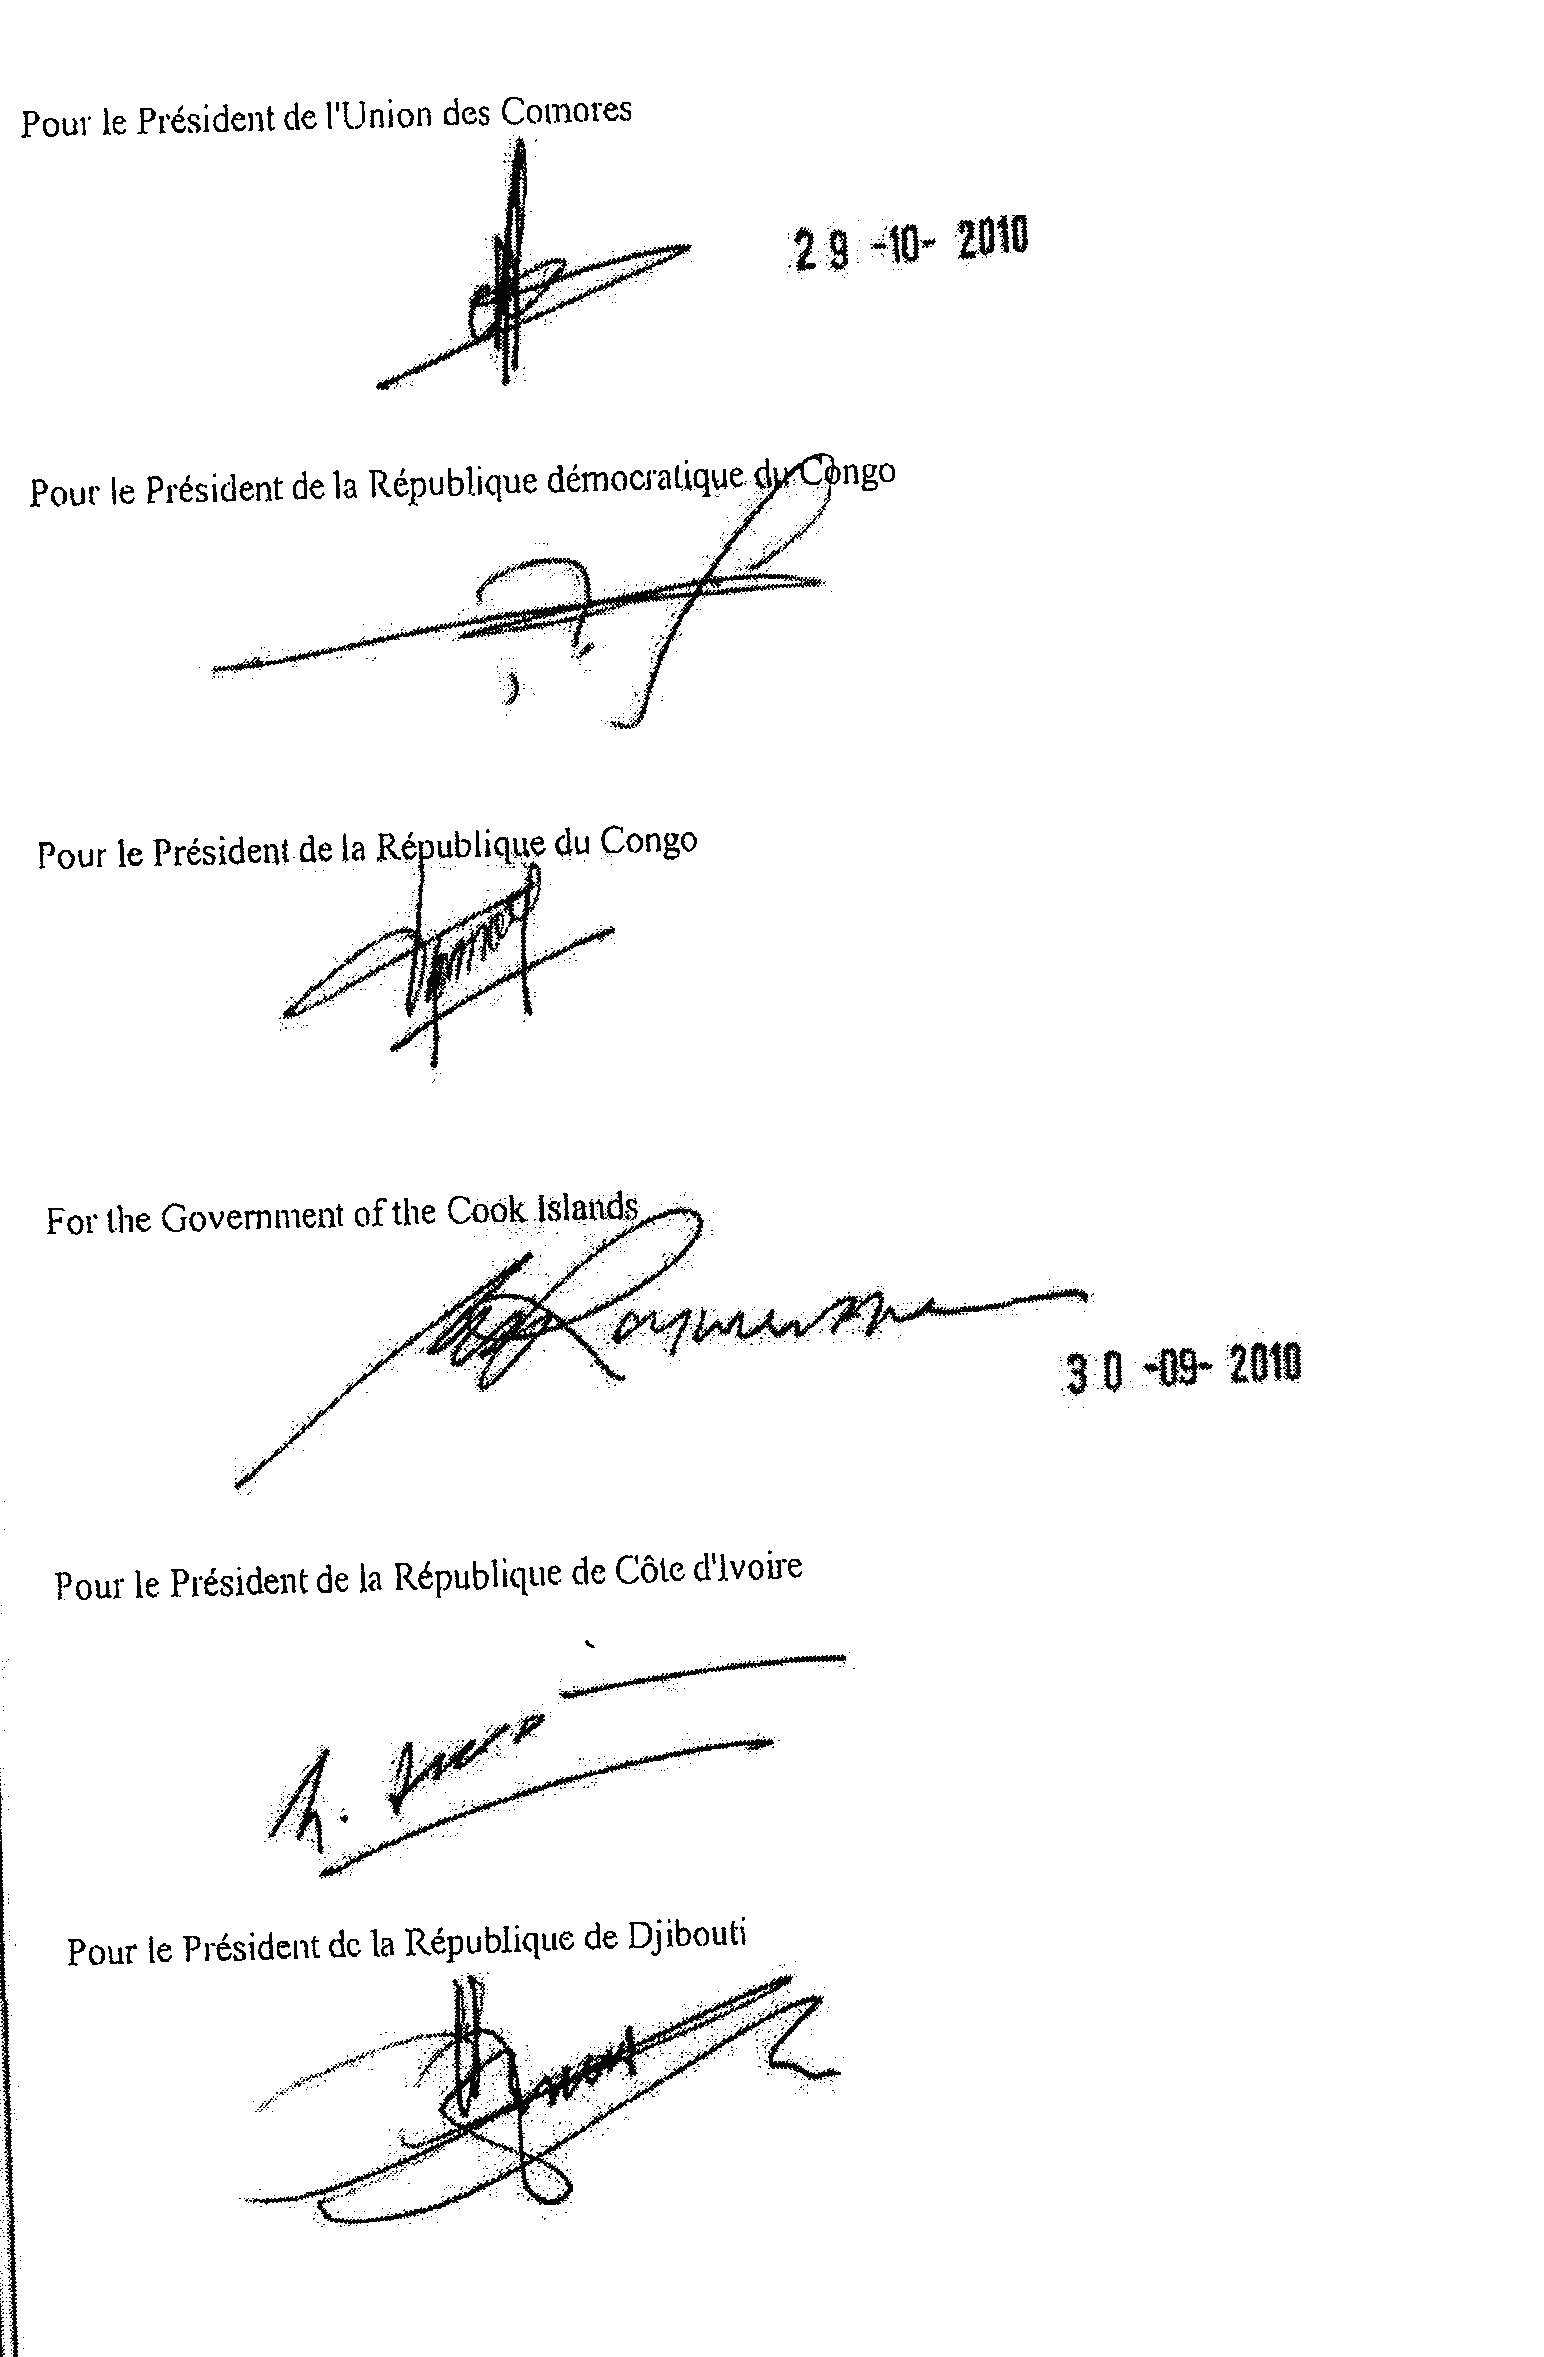 Pour le Président de l'Union des Comores
29 -10- 2010
Pour le Président de la République démocratique du Congo
Pour le Président de la République du Congo
For the Government of the Cook Islands
30 -09- 2010
Pour le Président de la République de Côte d'Ivoire
Pour le Président de la République de Djibouti